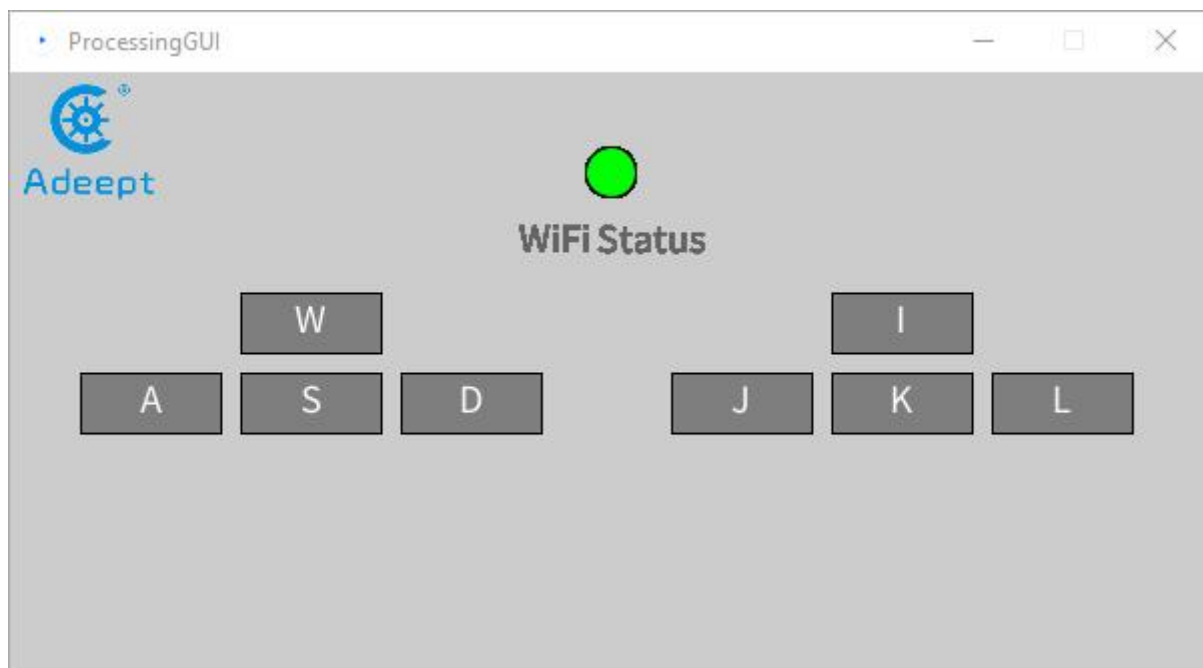 ProcessingGUI
®
Adeept
WiFi Status
W
I
A S D J K L